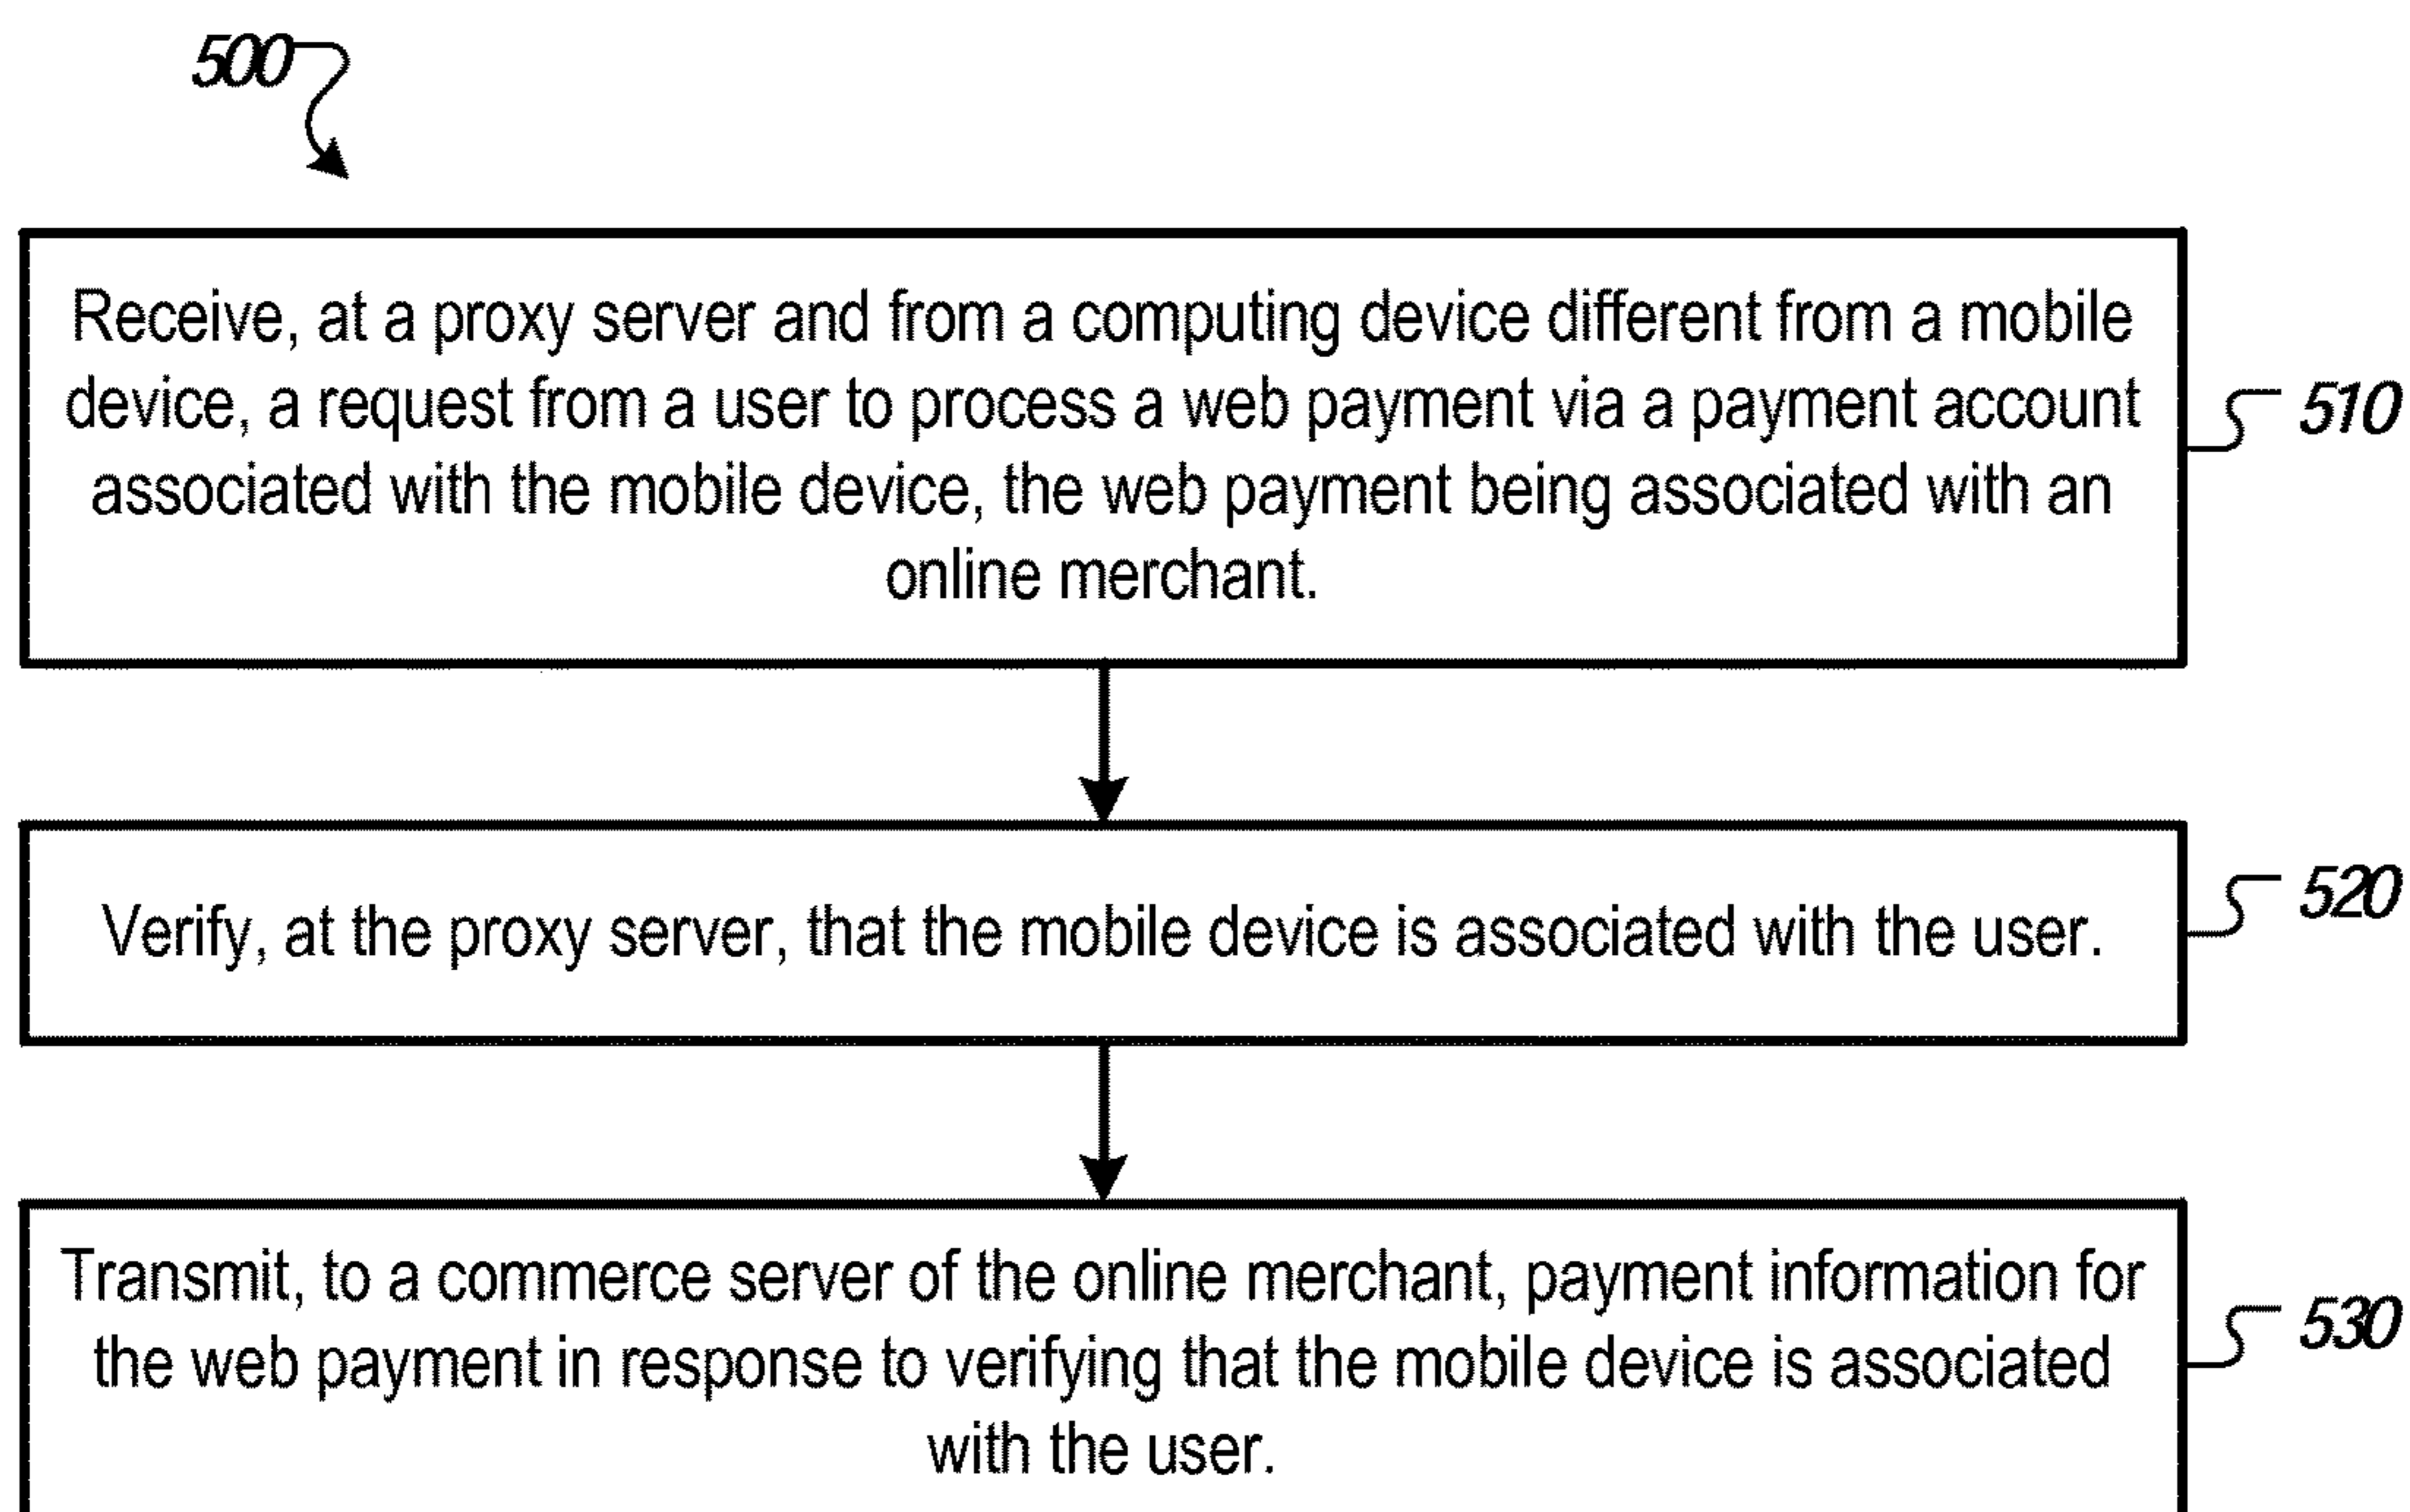 500
Receive, at a proxy server and from a computing device different from a mobile
device, a request from a user to process a web payment via a payment account
associated with the mobile device, the web payment being associated with an
online merchant.
510
Verify, at the proxy server, that the mobile device is associated with the user.
520
Transmit, to a commerce server of the online merchant, payment information for
the web payment in response to verifying that the mobile device is associated
with the user.
530